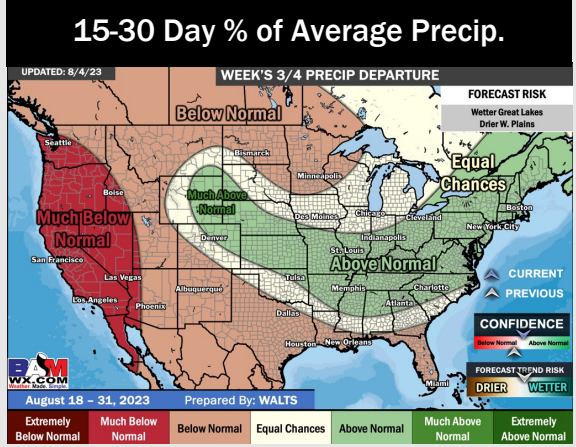 15-30 Day % of Average Precip.
UPDATED: 8/4/23
WEEK'S 3/4 PRECIP DEPARTURE
FORECAST RISK
Wetter Great Lakes
Drier W. Plains
Below Normal
Seattle
Bismarck
Equal
Chances
Minneapolis
Boise
Much Above
Normal
Boston
Much Below
Normal
Des Moines
Chicago
Cleveland
New York City
Denver
Indianapolis
St. Louis
San Francisco
Above Normal
CURRENT
Las Vegas
Tulsa
Albuquerque
Memphis
Charlotte
PREVIOUS
Los Angeles
Phoenix
Atlanta
Dallas
CONFIDENCE
Below Normal
Above Normal
Houston
New Orleans
BAM
WX.COM
Weather. Made. Simple.
FORECAST TREND RISK
DRIER
WETTER
Miami
August 18 – 31, 2023
Prepared By: WALTS
Extremely
Below Normal
Much Below
Normal
Below Normal
Equal Chances
Above Normal
Much Above
Normal
Extremely
Above Normal